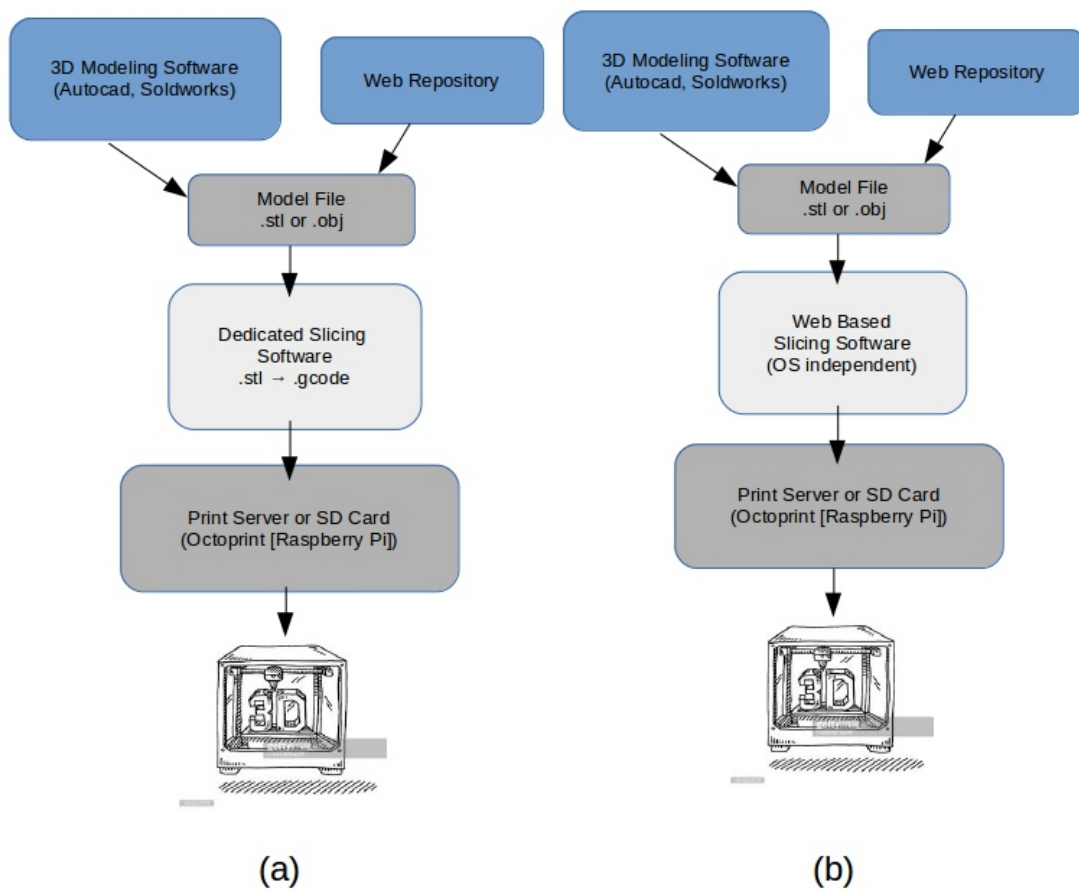 3D Modeling Software
(Autocad, Soldworks)
Web Repository
Model File
.stl or .obj
Dedicated Slicing
Software
.stl → .gcode
Print Server or SD Card
(Octoprint [Raspberry Pi])
3D
(a)
3D Modeling Software
(Autocad, Soldworks)
Web Repository
Model File
.stl or .obj
Web Based
Slicing Software
(OS independent)
Print Server or SD Card
(Octoprint [Raspberry Pi])
3D
(b)